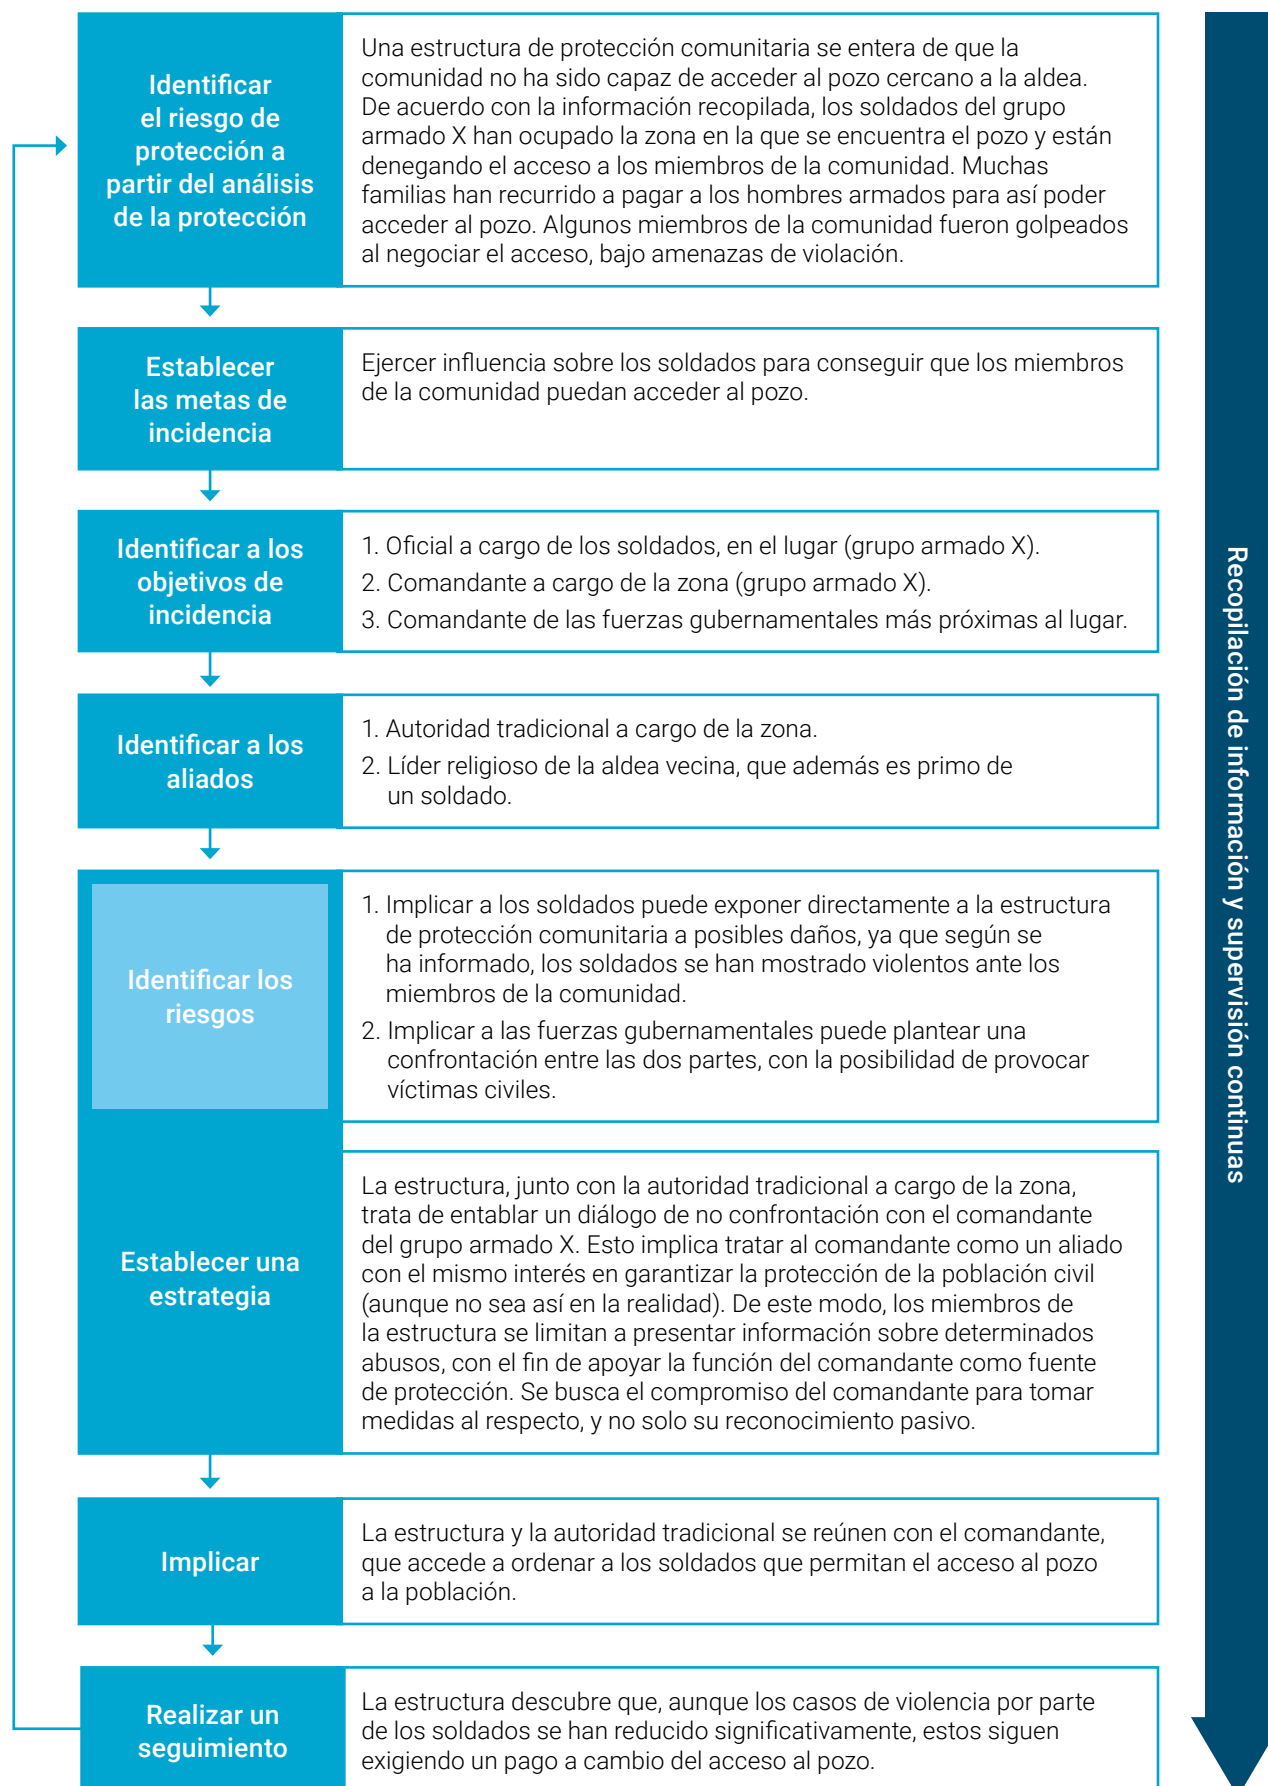 Identificar
el riesgo de
protección a
partir del análisis
de la protección
Una estructura de protección comunitaria se entera de que la
comunidad no ha sido capaz de acceder al pozo cercano a la aldea.
De acuerdo con la información recopilada, los soldados del grupo
armado X han ocupado la zona en la que se encuentra el pozo y están
denegando el acceso a los miembros de la comunidad. Muchas
familias han recurrido a pagar a los hombres armados para así poder
acceder al pozo. Algunos miembros de la comunidad fueron golpeados
al negociar el acceso, bajo amenazas de violación.
Establecer
las metas de
incidencia
Ejercer influencia sobre los soldados para conseguir que los miembros
de la comunidad puedan acceder al pozo.
Identificar a los
objetivos de
incidencia
1. Oficial a cargo de los soldados, en el lugar (grupo armado X).
2. Comandante a cargo de la zona (grupo armado X).
3. Comandante de las fuerzas gubernamentales más próximas al lugar.
Identificar a los
aliados
1. Autoridad tradicional a cargo de la zona.
2. Líder religioso de la aldea vecina, que además es primo de
un soldado.
Identificar los
riesgos
1. Implicar a los soldados puede exponer directamente a la estructura
de protección comunitaria a posibles daños, ya que según se
ha informado, los soldados se han mostrado violentos ante los
miembros de la comunidad.
2. Implicar a las fuerzas gubernamentales puede plantear una
confrontación entre las dos partes, con la posibilidad de provocar
víctimas civiles.
Establecer una
estrategia
La estructura, junto con la autoridad tradicional a cargo de la zona,
trata de entablar un diálogo de no confrontación con el comandante
del grupo armado X. Esto implica tratar al comandante como un aliado
con el mismo interés en garantizar la protección de la población civil
(aunque no sea así en la realidad). De este modo, los miembros de
la estructura se limitan a presentar información sobre determinados
abusos, con el fin de apoyar la función del comandante como fuente
de protección. Se busca el compromiso del comandante para tomar
medidas al respecto, y no solo su reconocimiento pasivo.
Implicar
La estructura y la autoridad tradicional se reúnen con el comandante,
que accede a ordenar a los soldados que permitan el acceso al pozo
a la población.
Realizar un
seguimiento
La estructura descubre que, aunque los casos de violencia por parte
de los soldados se han reducido significativamente, estos siguen
exigiendo un pago a cambio del acceso al pozo.
Recopilación de información y supervisión continuas